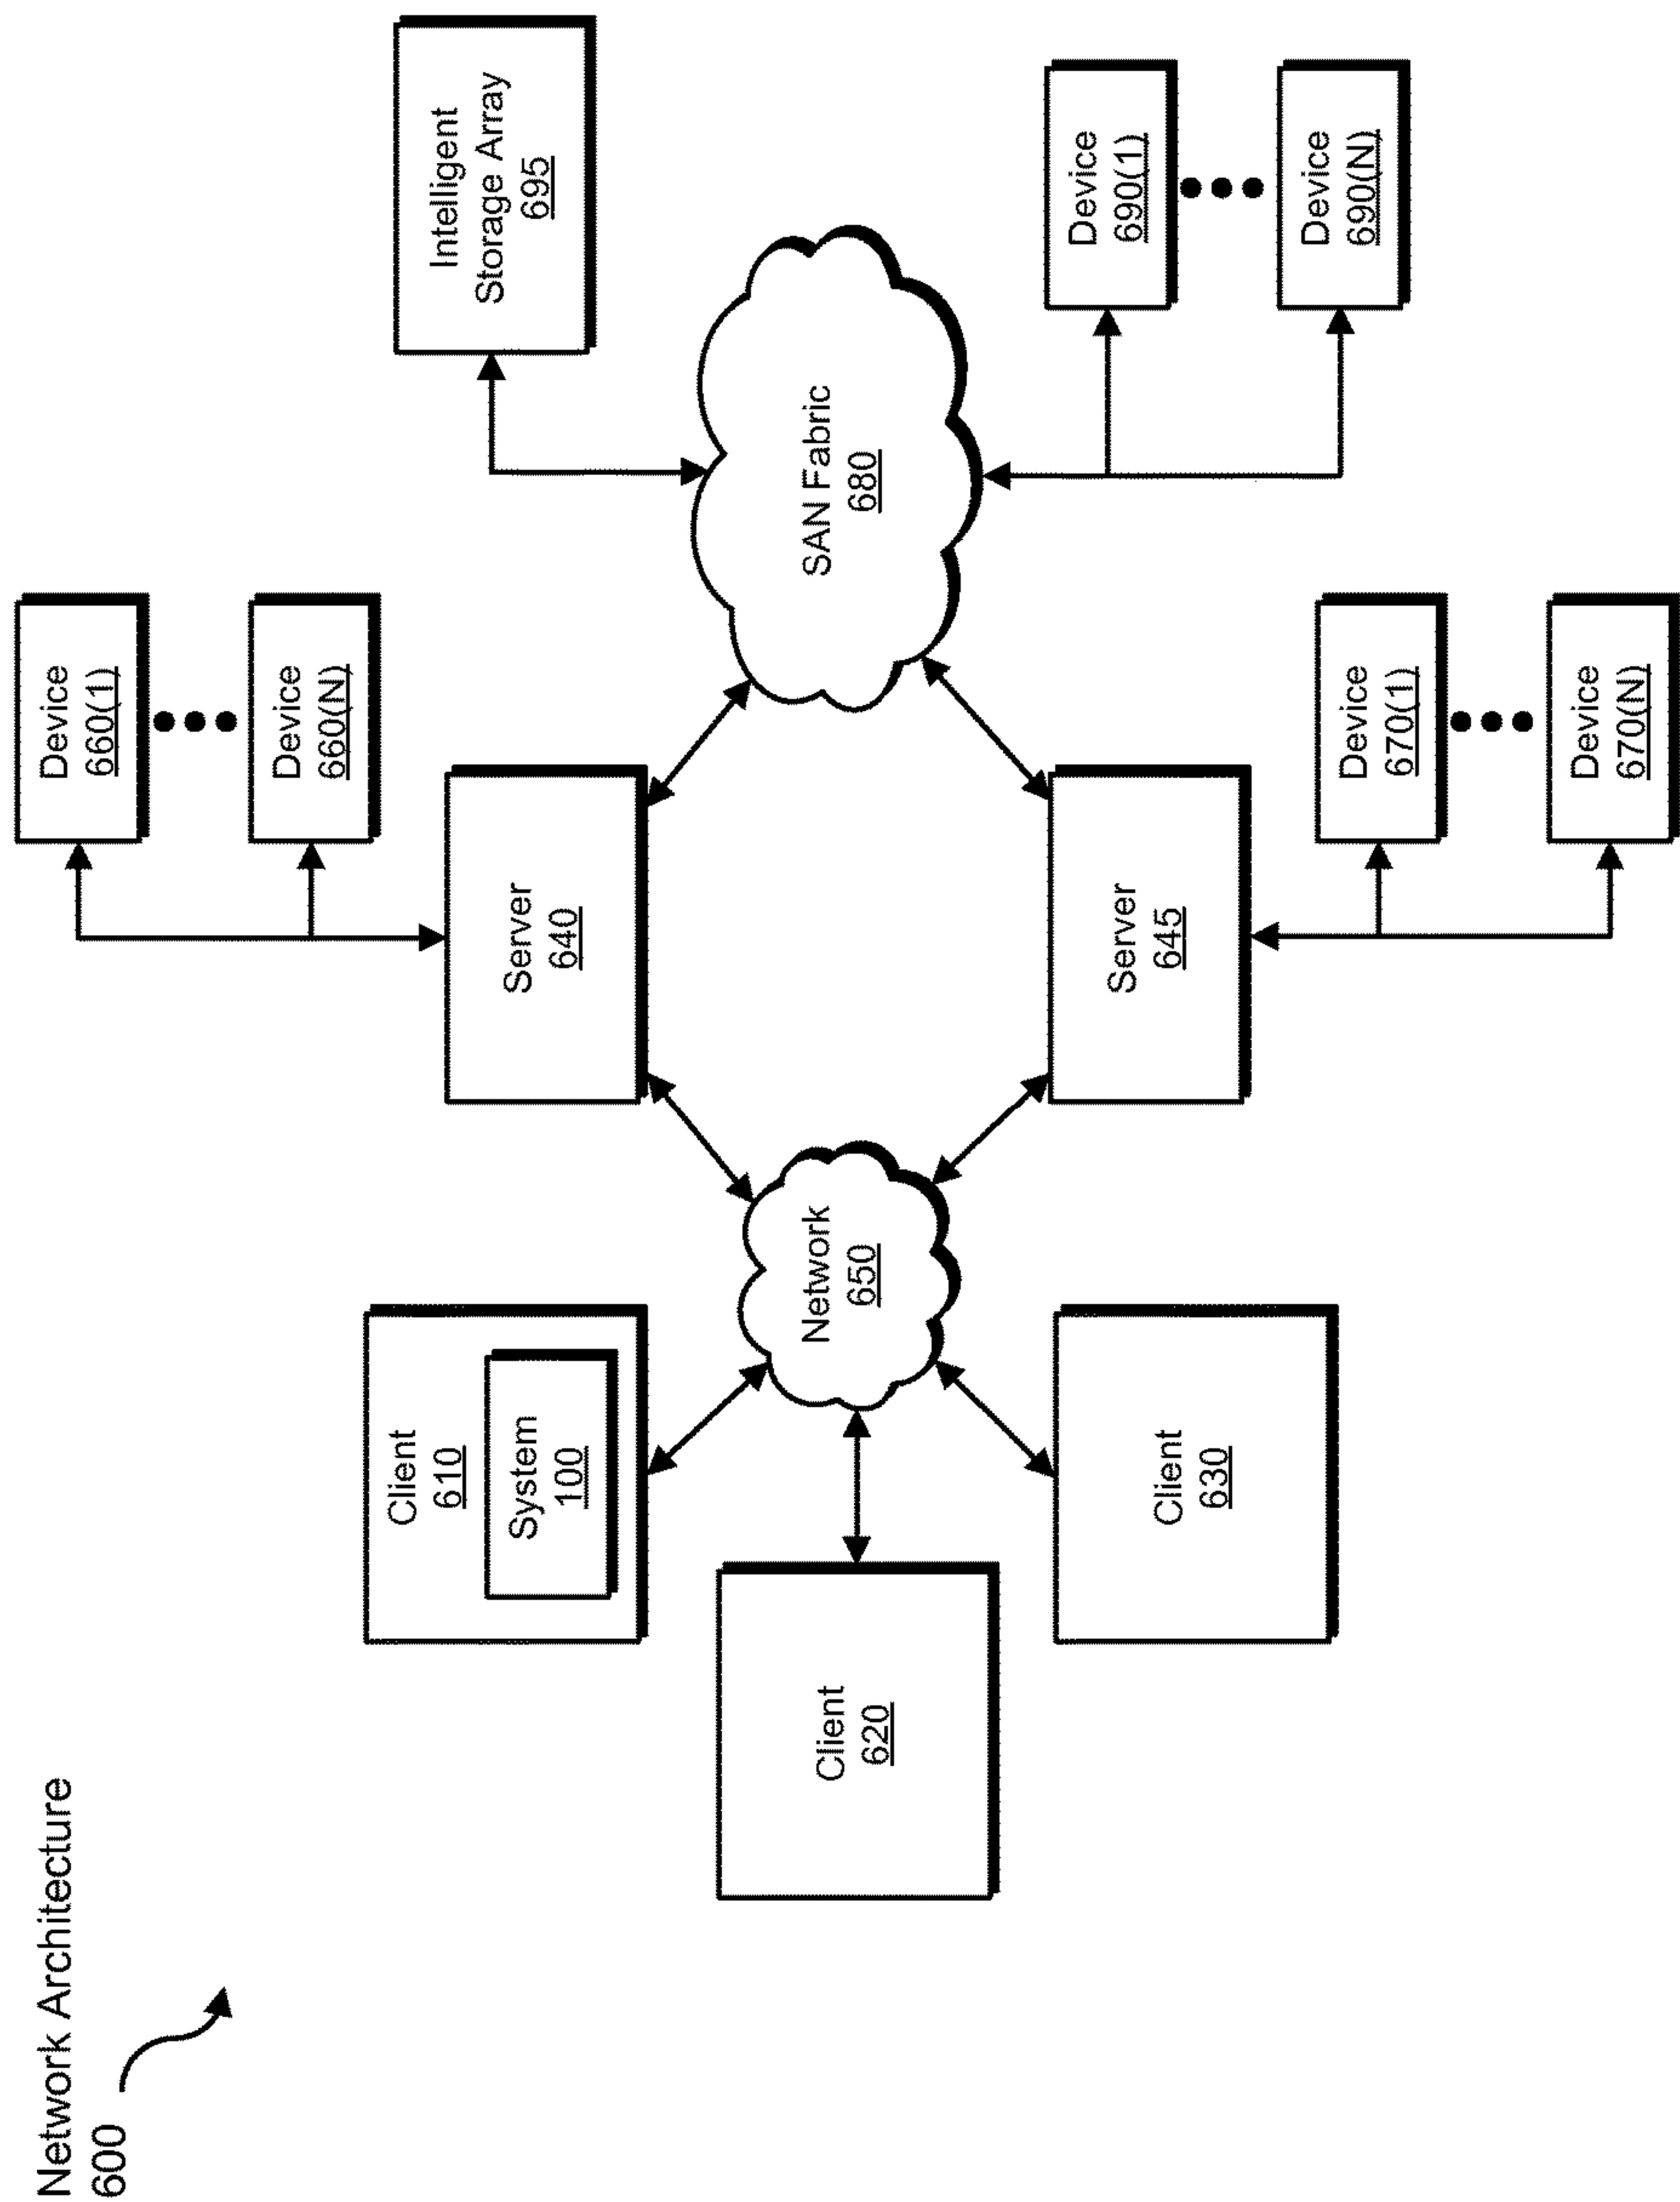 Network Architecture
600
Client
610
System
100
Client
620
Client
630
Network
650
Server
640
Server
645
Device
660(1)
Device
660(N)
Device
670(1)
Device
670(N)
SAN Fabric
680
Intelligent
Storage Array
695
Device
690(1)
Device
690(N)